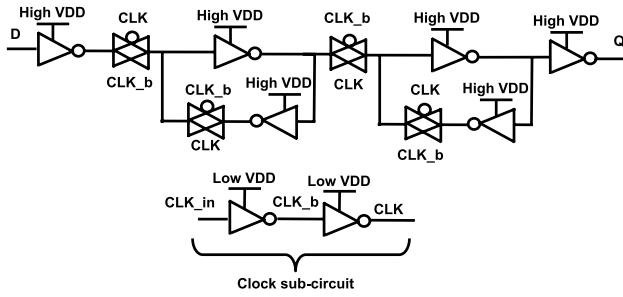 High VDD
D
CLK
CLK_b
High VDD
CLK_b
CLK
High VDD
CLK_b
CLK
High VDD
High VDD
CLK
CLK_b
High VDD
Q
Low VDD
Low VDD
CLK_in
CLK_b
CLK
Clock sub-circuit